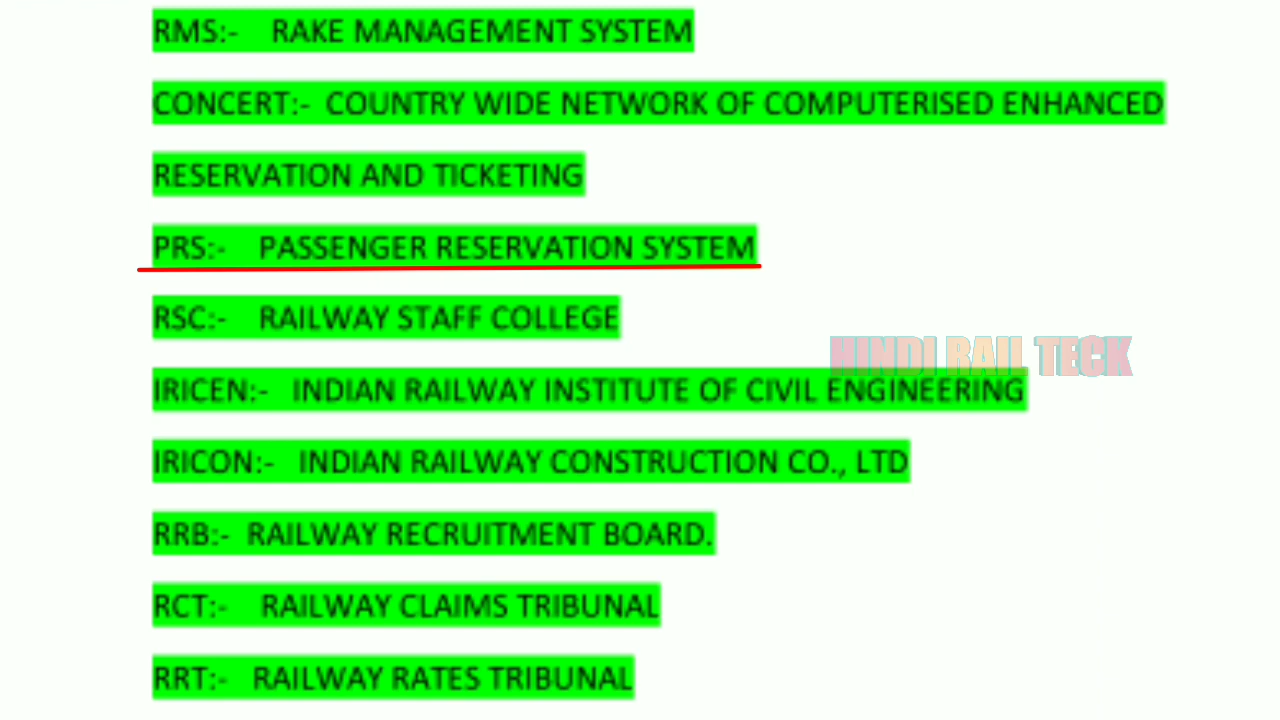 RMS:- RAKE MANAGEMENT SYSTEM
CONCERT:- COUNTRY WIDE NETWORK OF COMPUTERISED ENHANCED
RESERVATION AND TICKETING
PRS:- PASSENGER RESERVATION SYSTEM
RSC:- RAILWAY STAFF COLLEGE
HINDI RAIL TECK
IRICEN:- INDIAN RAILWAY INSTITUTE OF CIVIL ENGINEERING
IRICON:- INDIAN RAILWAY CONSTRUCTION CO., LTD
RRB:- RAILWAY RECRUITMENT BOARD.
RCT:- RAILWAY CLAIMS TRIBUNAL
RRT:- RAILWAY RATES TRIBUNAL